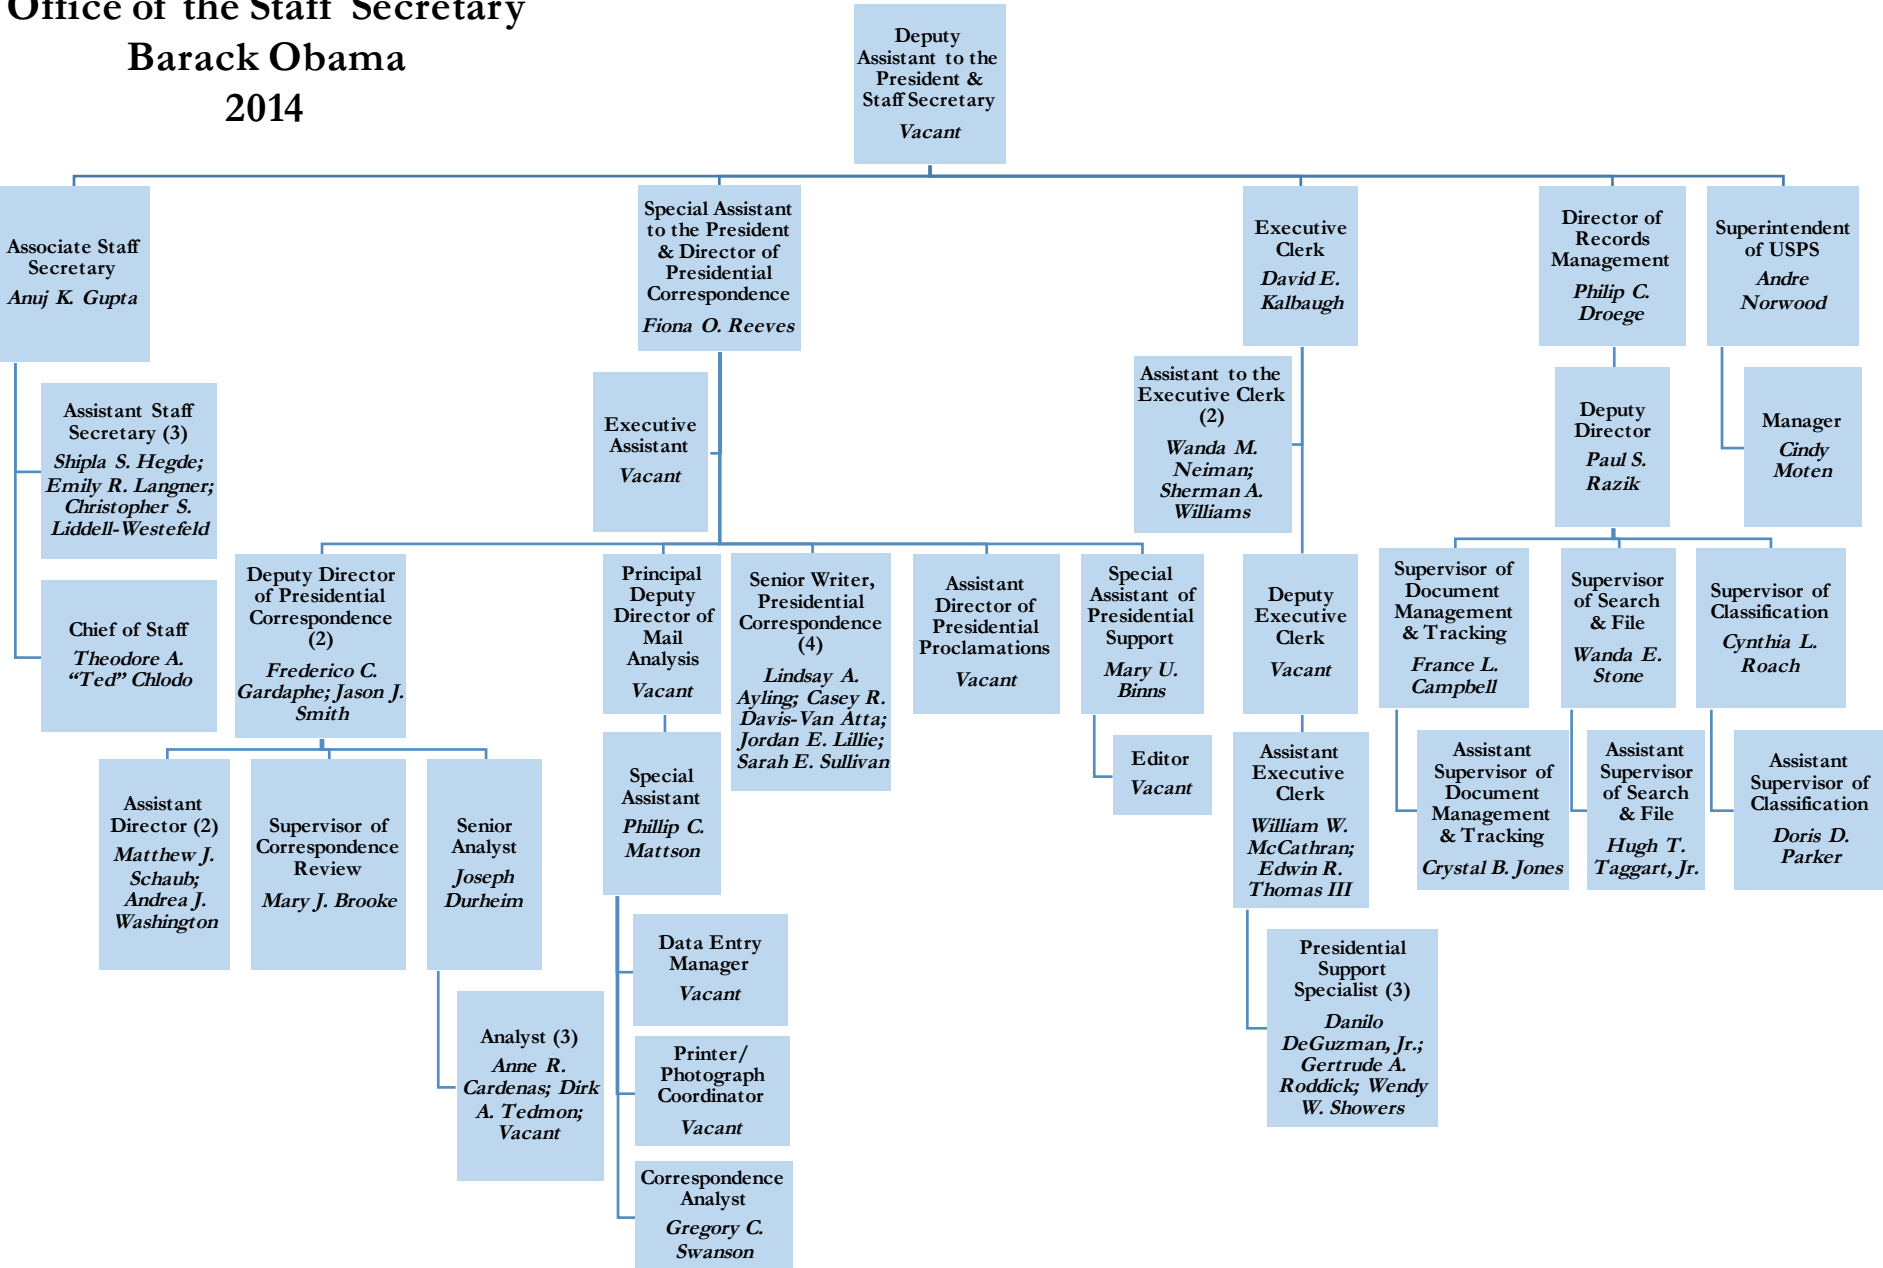 Office of the Staff Secretary
Barack Obama
2014
Deputy
Assistant to the
President &
Staff Secretary
Vacant
Associate Staff
Secretary
Anuj K. Gupta
Special Assistant
to the President
& Director of
Presidential
Correspondence
Fiona O. Reeves
Executive
Clerk
David E.
Kalbaugh
Director of
Records
Management
Philip C.
Droege
Superintendent
of USPS
Andre
Norwood
Assistant Staff
Secretary (3)
Shipla S. Hegde;
Emily R. Langner;
Christopher S.
Liddell-Westefeld
Executive
Assistant
Vacant
Assistant to the
Executive Clerk
(2)
Wanda M.
Neiman;
Sherman A.
Williams
Deputy
Director
Paul S.
Razik
Manager
Cindy
Moten
Chief of Staff
Theodore A.
“Ted” Chlodo
Deputy Director
of Presidential
Correspondence
(2)
Frederico C.
Gardaphe; Jason J.
Smith
Principal
Deputy
Director of
Mail
Analysis
Vacant
Senior Writer,
Presidential
Correspondence
(4)
Lindsay A.
Ayling; Casey R.
Davis-Van Atta;
Jordan E. Lillie;
Sarah E. Sullivan
Assistant
Director of
Presidential
Proclamations
Vacant
Special
Assistant of
Presidential
Support
Mary U.
Binns
Deputy
Executive
Clerk
Vacant
Supervisor of
Document
Management
& Tracking
France L.
Campbell
Supervisor
of Search
& File
Wanda E.
Stone
Supervisor of
Classification
Cynthia L.
Roach
Assistant
Director (2)
Matthew J.
Schaub;
Andrea J.
Washington
Supervisor of
Correspondence
Review
Mary J. Brooke
Senior
Analyst
Joseph
Durheim
Special
Assistant
Phillip C.
Mattson
Editor
Vacant
Assistant
Executive
Clerk
William W.
McCathran;
Edwin R.
Thomas III
Assistant
Supervisor of
Document
Management
& Tracking
Crystal B. Jones
Assistant
Supervisor
of Search
& File
Hugh T.
Taggart, Jr.
Assistant
Supervisor of
Classification
Doris D.
Parker
Analyst (3)
Anne R.
Cardenas; Dirk
A. Tedmon;
Vacant
Data Entry
Manager
Vacant
Printer/
Photograph
Coordinator
Vacant
Correspondence
Analyst
Gregory C.
Swanson
Presidential
Support
Specialist (3)
Danilo
DeGuzman, Jr.;
Gertrude A.
Roddick; Wendy
W. Showers